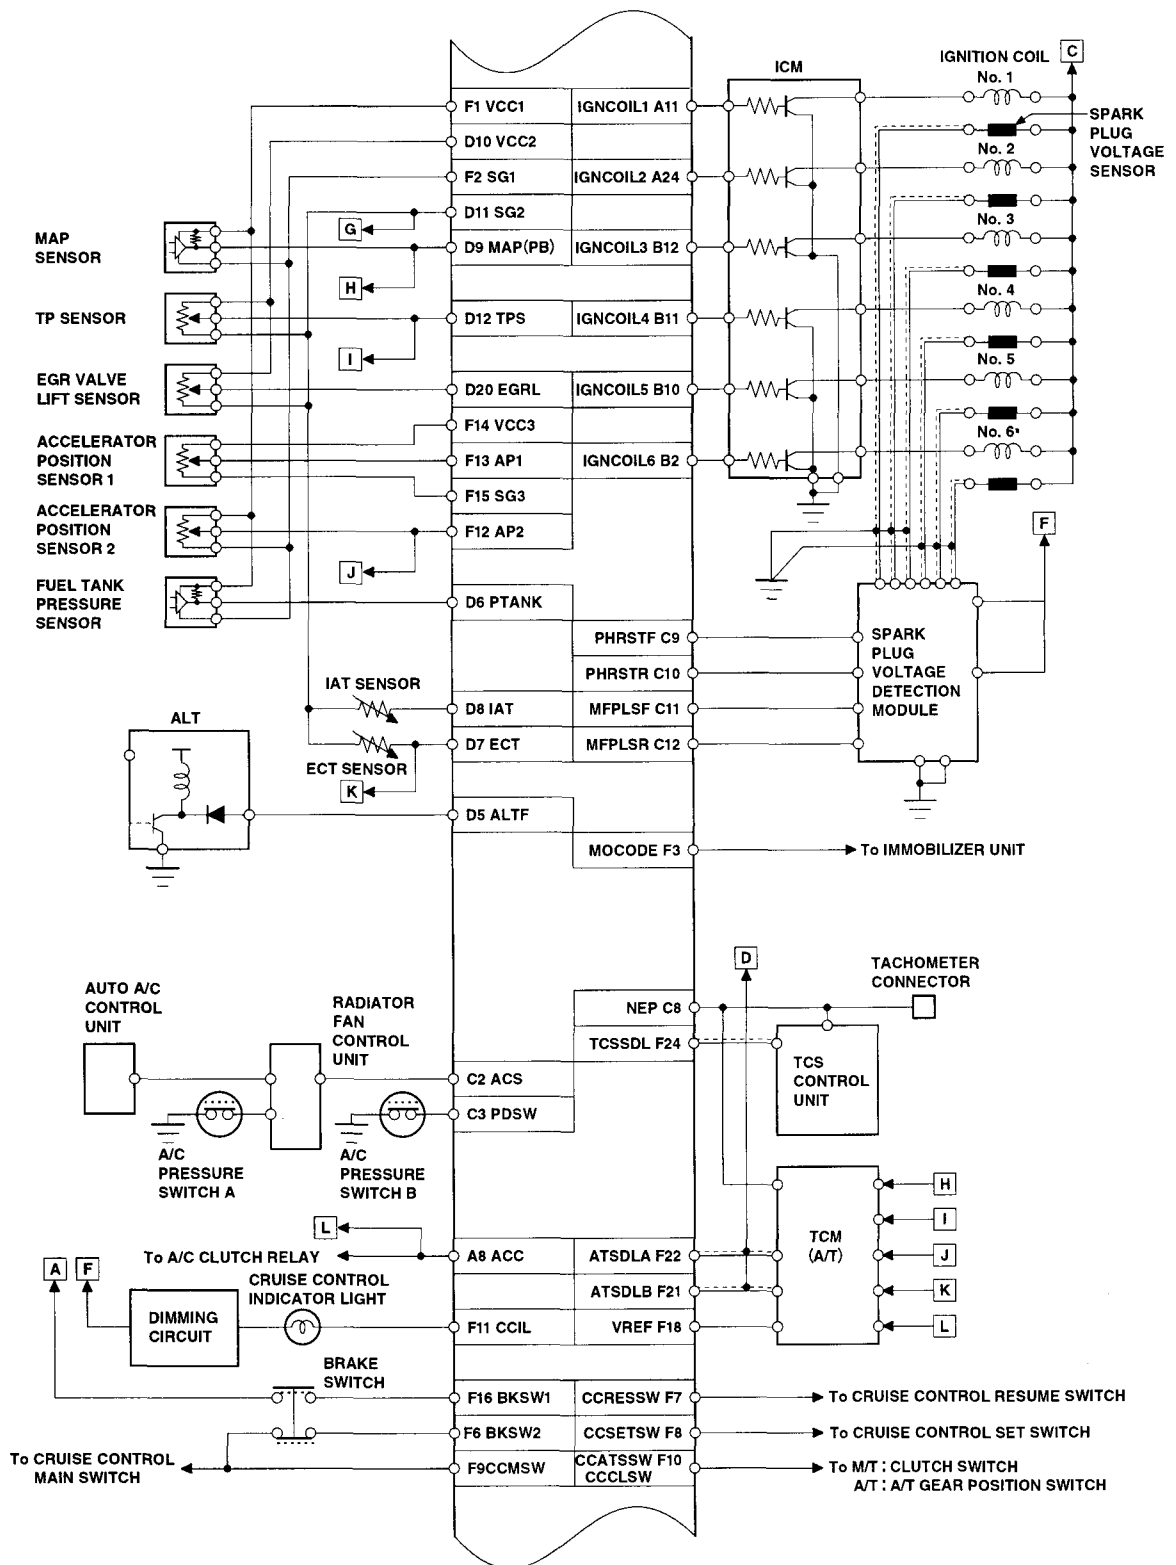 ICM
IGNITION COIL
C
No. 1
F1 VCC1
IGNCOIL1 A11
SPARK
PLUG
VOLTAGE
SENSOR
D10 VCC2
No. 2
F2 SG1
IGNCOIL2 A24
D11 SG2
G
No. 3
MAP
SENSOR
D9 MAP(PB)
IGNCOIL3 B12
H
No. 4
TP SENSOR
D12 TPS
IGNCOIL4 B11
I
No. 5
EGR VALVE
LIFT SENSOR
D20 EGRL
IGNCOIL5 B10
F14 VCC3
No. 6
ACCELERATOR
POSITION
SENSOR 1
F13 AP1
IGNCOIL6 B2
F15 SG3
ACCELERATOR
POSITION
SENSOR 2
F12 AP2
F
J
FUEL TANK
PRESSURE
SENSOR
D6 PTANK
PHRSTF C9
SPARK
PLUG
VOLTAGE
DETECTION
MODULE
PHRSTR C10
IAT SENSOR
D8 IAT
MFPLSF C11
ALT
D7 ECT
MFPLSR C12
ECT SENSOR
K
D5 ALTF
MOCODE F3
To IMMOBILIZER UNIT
D
TACHOMETER
CONNECTOR
AUTO A/C
CONTROL
UNIT
RADIATOR
FAN
CONTROL
UNIT
NEP C8
TCSSDL F24
TCS
CONTROL
UNIT
C2 ACS
C3 PDSW
A/C
PRESSURE
SWITCH A
A/C
PRESSURE
SWITCH B
H
L
I
TCM
(A/T)
To A/C CLUTCH RELAY
A8 ACC
ATSDLA F22
J
A
F
CRUISE CONTROL
INDICATOR LIGHT
ATSDLB F21
K
DIMMING
CIRCUIT
F11 CCIL
VREF F18
L
BRAKE
SWITCH
F16 BKSW1
CCRESSW F7
To CRUISE CONTROL RESUME SWITCH
F6 BKSW2
CCSETSW F8
To CRUISE CONTROL SET SWITCH
To CRUISE CONTROL
MAIN SWITCH
F9CCMSW
CCATSSW F10
CCCLSW
To M/T : CLUTCH SWITCH
A/T : A/T GEAR POSITION SWITCH